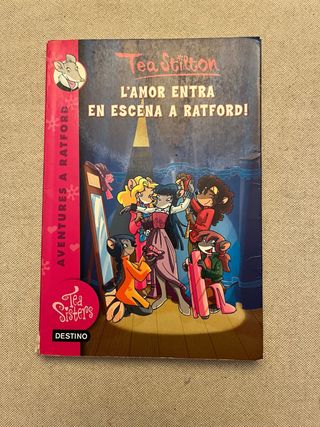 Tea Stilton
L'AMOR ENTRA
EN ESCENA A RATFORD!
AVENTURES A RATFORD
Tea
Sisters
DESTINO